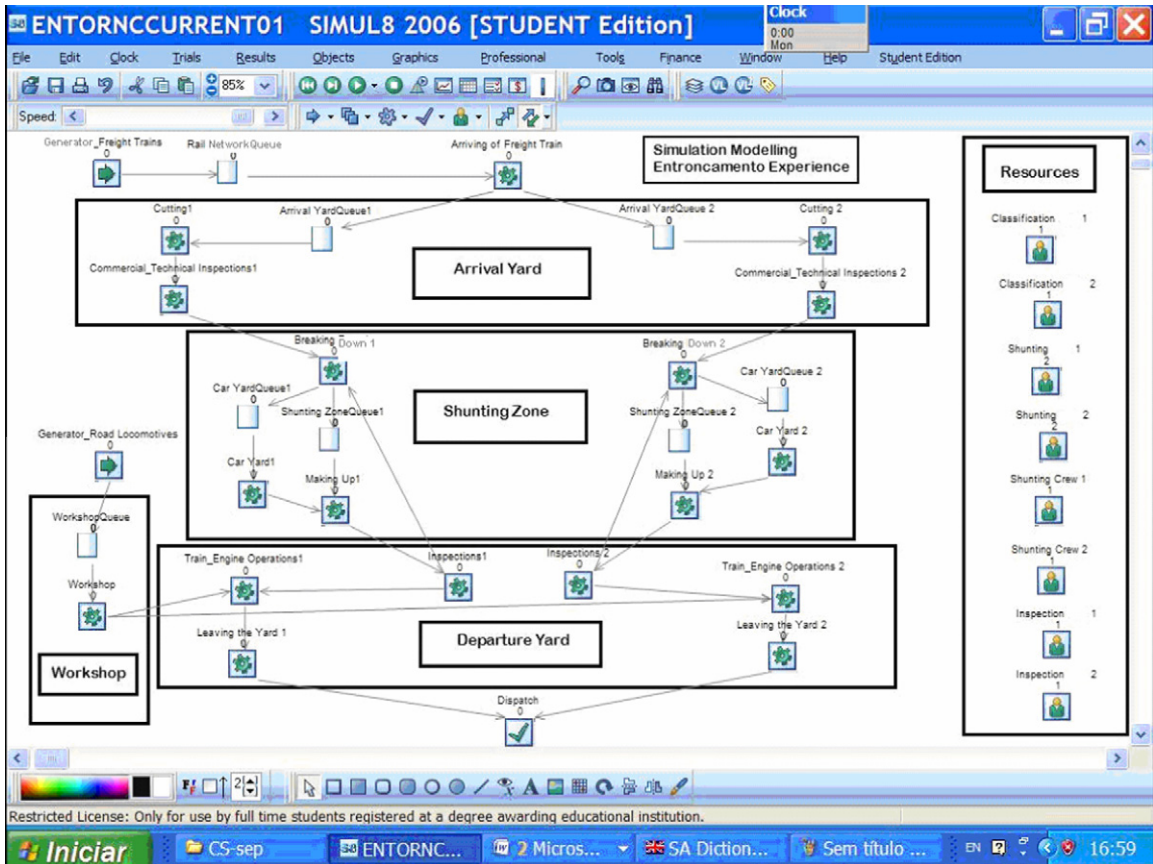 ENTORNCCURRENT01 SIMUL8 2006 [STUDENT Edition]
Clock
0:00
Mon
File Edit Clock Trials Results Objects Graphics Professional Tools Finance Window Help Student Edition
85%
Speed:
Generator_Freight Trains
0
Rail NetworkQueue
0
Arriving of Freight Train
0
Simulation Modelling
Entroncamento Experience
Cutting1
0
Arrival YardQueue1
0
Arrival YardQueue 2
0
Cutting 2
0
Commercial_Technical Inspections1
0
Arrival Yard
Commercial_Technical Inspections 2
0
Breaking Down 1
0
Breaking Down 2
0
Car YardQueue1
0
Shunting ZoneQueue1
0
Shunting Zone
Shunting ZoneQueue 2
0
Car YardQueue 2
0
Generator_Road Locomotives
0
Car Yard1
0
Making Up1
0
Making Up 2
0
Car Yard 2
0
WorkshopQueue
0
Workshop
0
Workshop
Train_Engine Operations1
0
Inspections1
0
Inspections 2
0
Train_Engine Operations 2
0
Leaving the Yard 1
0
Departure Yard
Leaving the Yard 2
0
Dispatch
0
Resources
Classification 1
1
Classification 2
1
Shunting 1
2
Shunting 2
2
Shunting Crew 1
1
Shunting Crew 2
1
Inspection 1
1
Inspection 2
1
2
Restricted License: Only for use by full time students registered at a degree awarding educational institution.
Iniciar CS-sep ENTORNC... 2 Micros... SA Diction... Sem título ... EN 16:59